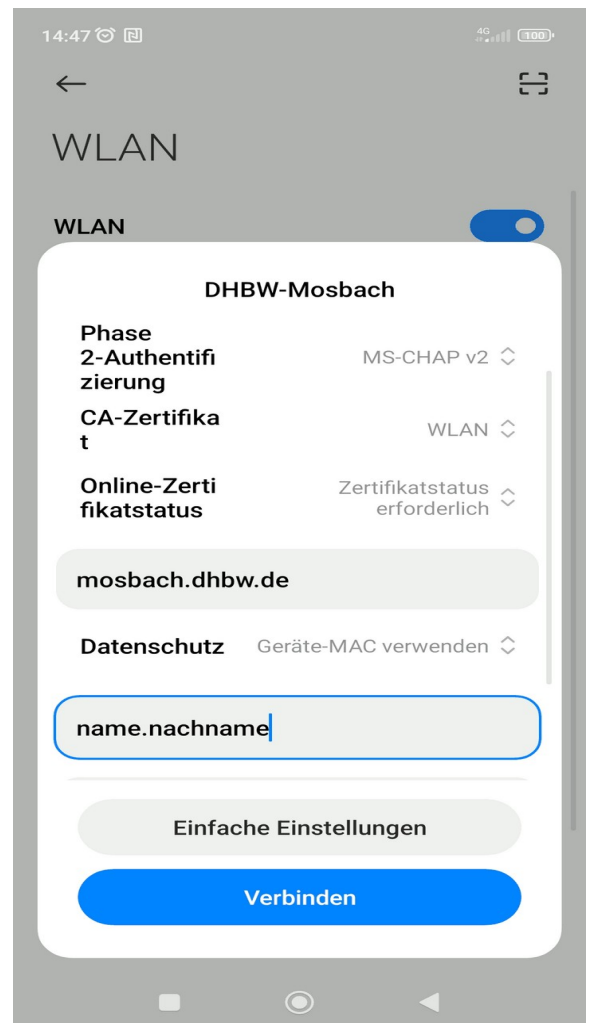 14:47
4G
100
WLAN
WLAN
DHBW-Mosbach
Phase
2-Authentifi
zierung
MS-CHAP v2
CA-Zertifika
t
WLAN
Online-Zerti
fikatstatus
Zertifikatstatus
erforderlich
mosbach.dhbw.de
Datenschutz
Geräte-MAC verwenden
name.nachname
Einfache Einstellungen
Verbinden